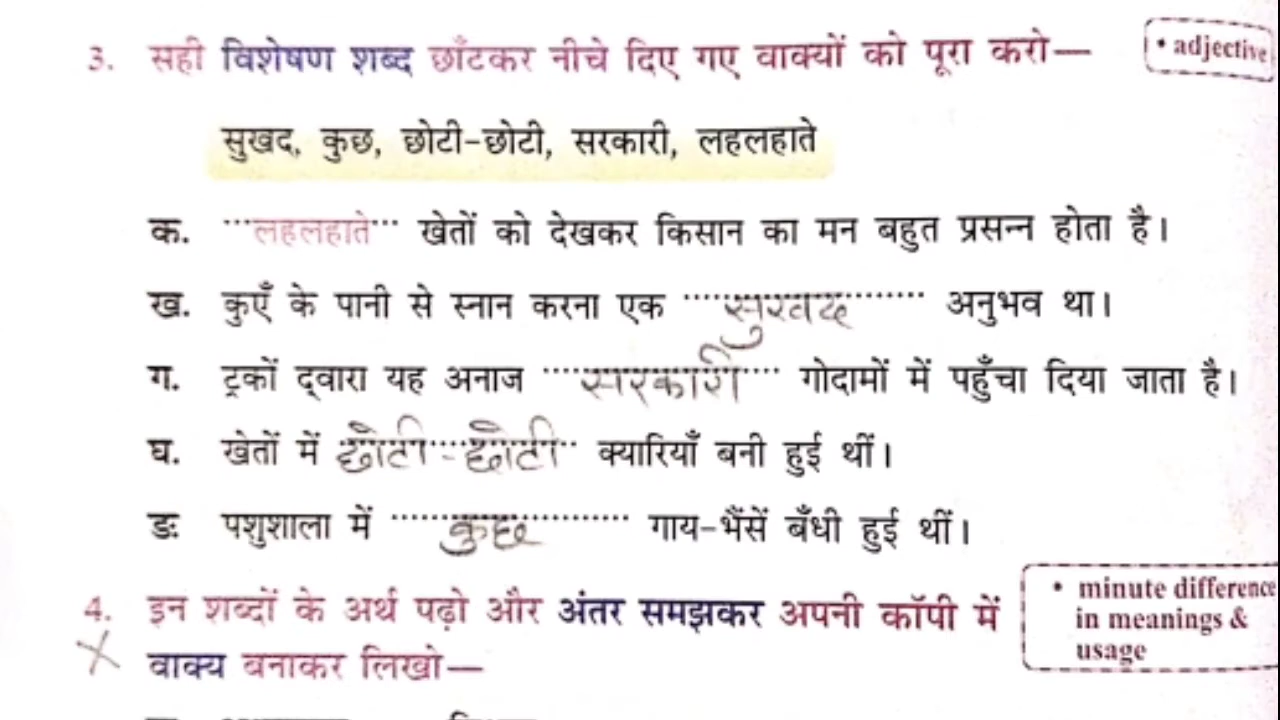 3. सही विशेषण शब्द छाँटकर नीचे दिए गए वाक्यों को पूरा करो—
• adjective
सुखद, कुछ, छोटी-छोटी, सरकारी, लहलहाते
क. ...लहलहाते... खेतों को देखकर किसान का मन बहुत प्रसन्न होता है।
ख. कुएँ के पानी से स्नान करना एक ......सुखद...... अनुभव था।
ग. ट्रकों द्वारा यह अनाज ......सरकारी...... गोदामों में पहुँचा दिया जाता है।
घ. खेतों में छोटी-छोटी क्यारियाँ बनी हुई थीं।
ङ. पशुशाला में ......कुछ...... गाय-भैंसें बँधी हुई थीं।
4. इन शब्दों के अर्थ पढ़ो और अंतर समझकर अपनी कॉपी में
वाक्य बनाकर लिखो—
• minute difference
in meanings &
usage